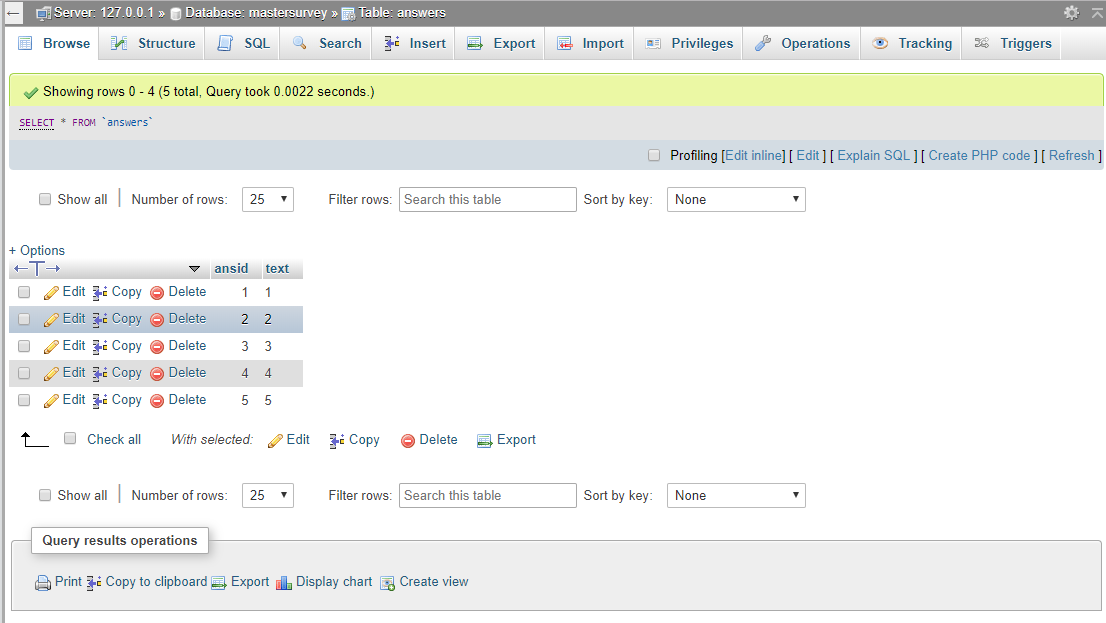 Server: 127.0.0.1 » Database: mastersurvey » Table: answers
Browse Structure SQL Search Insert Export Import Privileges Operations Tracking Triggers
Showing rows 0 - 4 (5 total, Query took 0.0022 seconds.)
SELECT * FROM `answers`
Profiling [Edit inline] [ Edit ] [ Explain SQL ] [ Create PHP code ] [ Refresh ]
Show all Number of rows: 25 Filter rows: Search this table Sort by key: None
+ Options
ansid text
Edit Copy Delete 1 1
Edit Copy Delete 2 2
Edit Copy Delete 3 3
Edit Copy Delete 4 4
Edit Copy Delete 5 5
Check all With selected: Edit Copy Delete Export
Show all Number of rows: 25 Filter rows: Search this table Sort by key: None
Query results operations
Print Copy to clipboard Export Display chart Create view